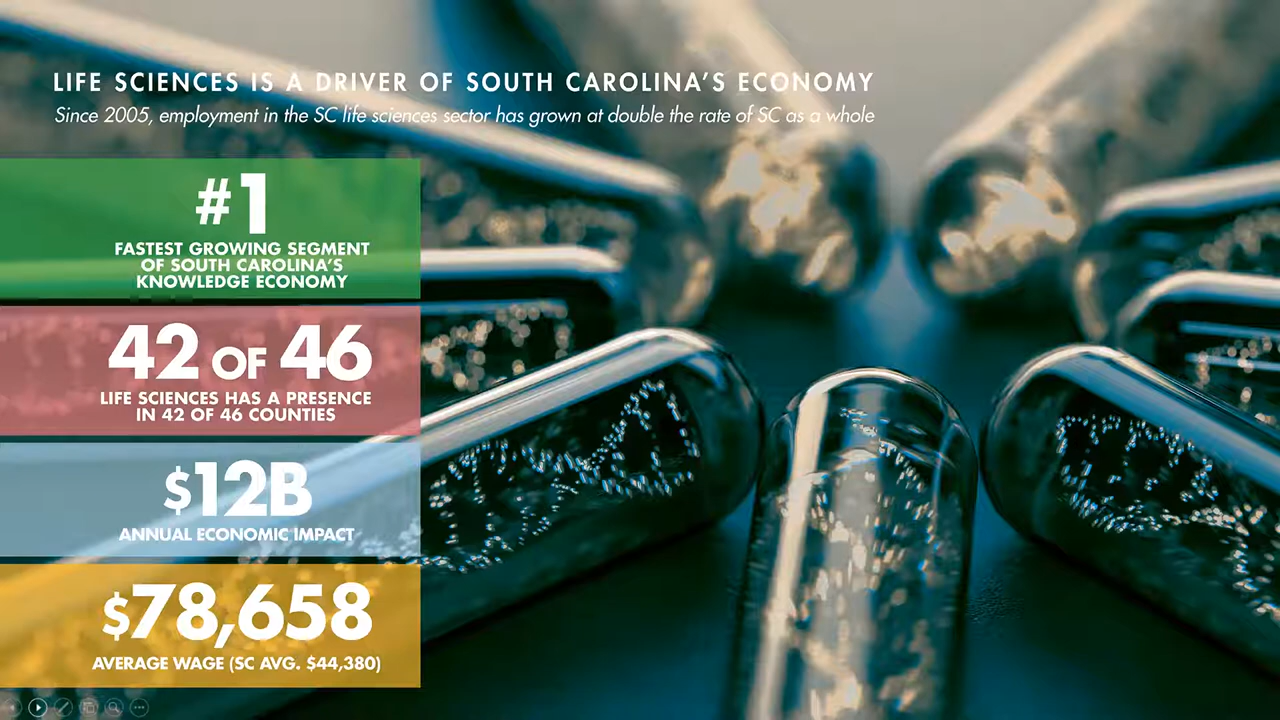 LIFE SCIENCES IS A DRIVER OF SOUTH CAROLINA'S ECONOMY
Since 2005, employment in the SC life sciences sector has grown at double the rate of SC as a whole
#1
FASTEST GROWING SEGMENT
OF SOUTH CAROLINA'S
KNOWLEDGE ECONOMY
42 OF 46
LIFE SCIENCES HAS A PRESENCE
IN 42 OF 46 COUNTIES
$12B
ANNUAL ECONOMIC IMPACT
$78,658
AVERAGE WAGE (SC AVG. $44,380)